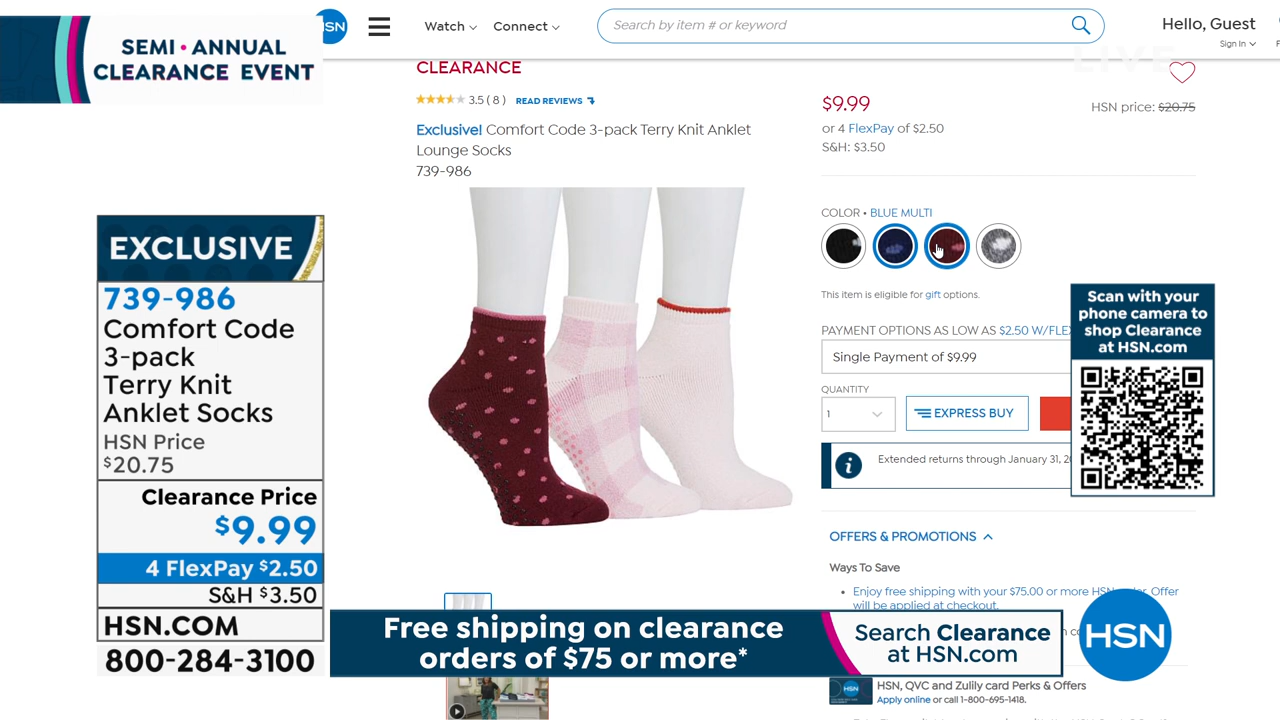 SEMI • ANNUAL
CLEARANCE EVENT
HSN
Watch
Connect
Search by item # or keyword
Hello, Guest
Sign In
LIVE
CLEARANCE
3.5 ( 8 )
READ REVIEWS
Exclusive! Comfort Code 3-pack Terry Knit Anklet
Lounge Socks
739-986
$9.99
HSN price: $20.75
or 4 FlexPay of $2.50
S&H: $3.50
COLOR • BLUE MULTI
This item is eligible for gift options.
PAYMENT OPTIONS AS LOW AS $2.50 W/FLEX
Single Payment of $9.99
QUANTITY
1
EXPRESS BUY
Extended returns through January 31, 20
OFFERS & PROMOTIONS
Ways To Save
Enjoy free shipping with your $75.00 or more HSN order. Offer
will be applied at checkout.
HSN, QVC and Zulily card Perks & Offers
Apply online or call 1-800-695-1418.
EXCLUSIVE
739-986
Comfort Code
3-pack
Terry Knit
Anklet Socks
HSN Price
$20.75
Clearance Price
$9.99
4 FlexPay $2.50
S&H $3.50
HSN.COM
800-284-3100
Scan with your
phone camera to
shop Clearance
at HSN.com
Free shipping on clearance
orders of $75 or more*
Search Clearance
at HSN.com
HSN
HSN